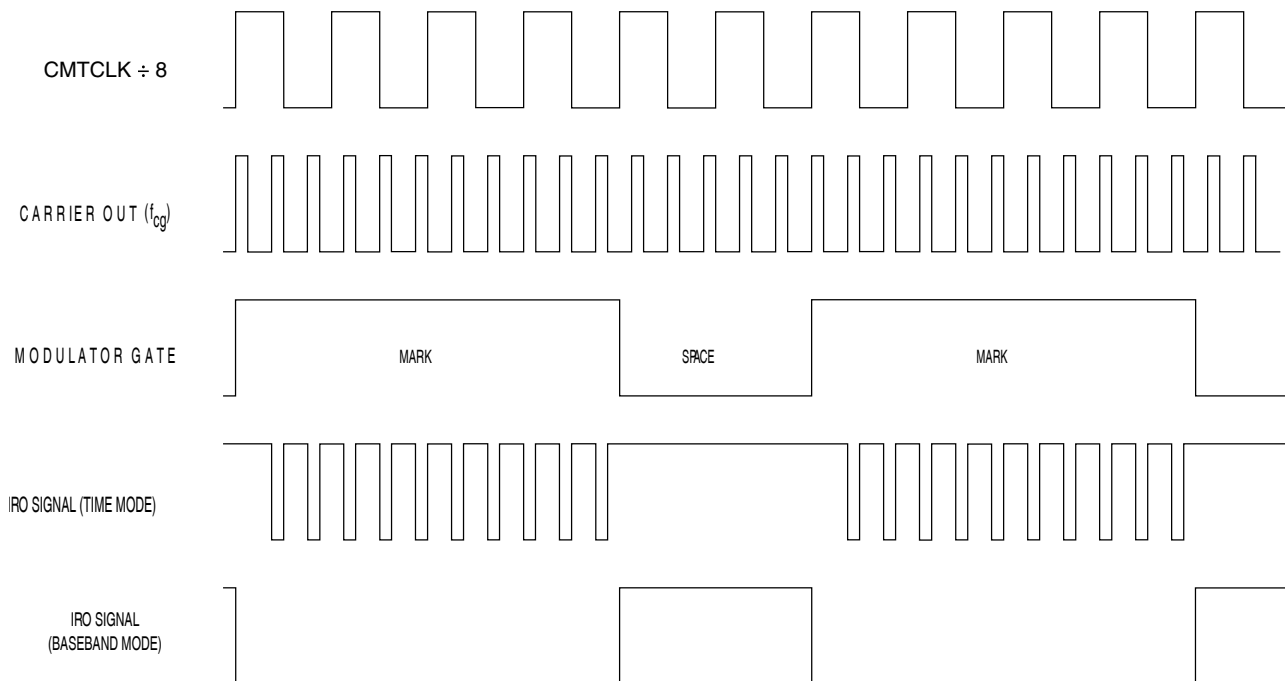 CMTCLK ÷ 8
CARRIER OUT (fcg)
MODULATOR GATE
MARK
SPACE
MARK
IRO SIGNAL (TIME MODE)
IRO SIGNAL
(BASEBAND MODE)